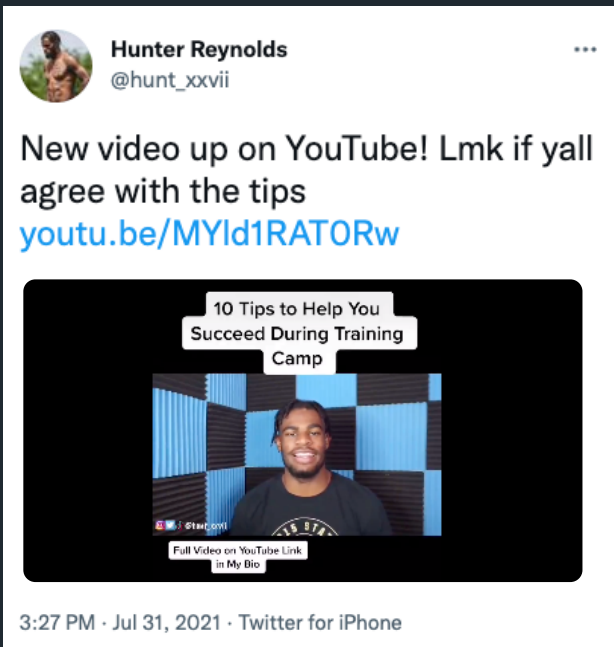 Hunter Reynolds
@hunt_xxvii
New video up on YouTube! Lmk if yall
agree with the tips
youtu.be/MYld1RAT0Rw
10 Tips to Help You
Succeed During Training
Camp
Full Video on YouTube Link
in My Bio
3:27 PM · Jul 31, 2021 · Twitter for iPhone